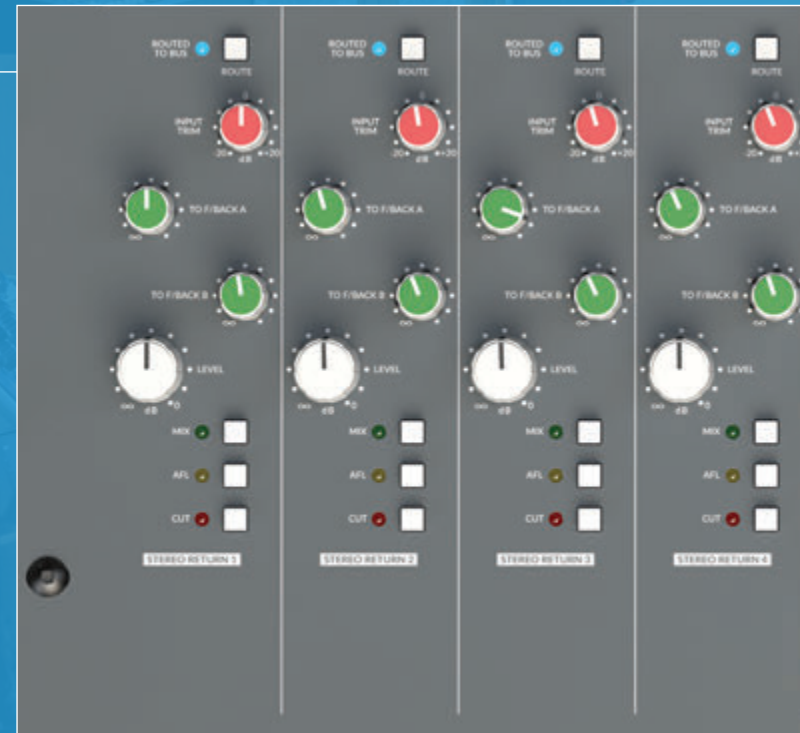 ROUTED
TO BUS
ROUTE
INPUT
TRIM
0
-20 +20
dB
TO F/BACK A
∞
TO F/BACK B
∞
LEVEL
∞ 0
dB
MIX
AFL
CUT
STEREO RETURN 1
ROUTED
TO BUS
ROUTE
INPUT
TRIM
0
-20 +20
dB
TO F/BACK A
∞
TO F/BACK B
∞
LEVEL
∞ 0
dB
MIX
AFL
CUT
STEREO RETURN 2
ROUTED
TO BUS
ROUTE
INPUT
TRIM
0
-20 +20
dB
TO F/BACK A
∞
TO F/BACK B
∞
LEVEL
∞ 0
dB
MIX
AFL
CUT
STEREO RETURN 3
ROUTED
TO BUS
ROUTE
INPUT
TRIM
0
-20
dB
TO F/BACK A
∞
TO F/BACK B
∞
LEVEL
∞ 0
dB
MIX
AFL
CUT
STEREO RETURN 4